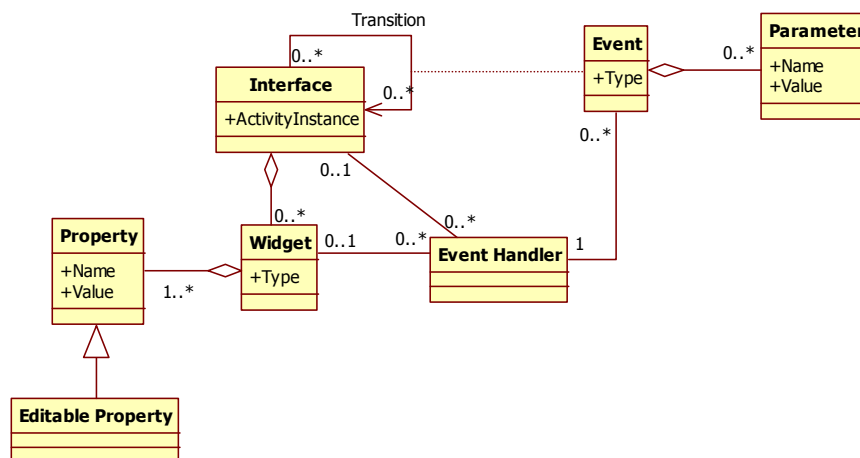 Transition
0..*
0..*
Interface
+ActivityInstance
Event
+Type
0..*
Parameter
+Name
+Value
0..*
0..1
0..*
0..*
Property
+Name
+Value
1..*
Widget
+Type
0..1
0..*
Event Handler
1
Editable Property